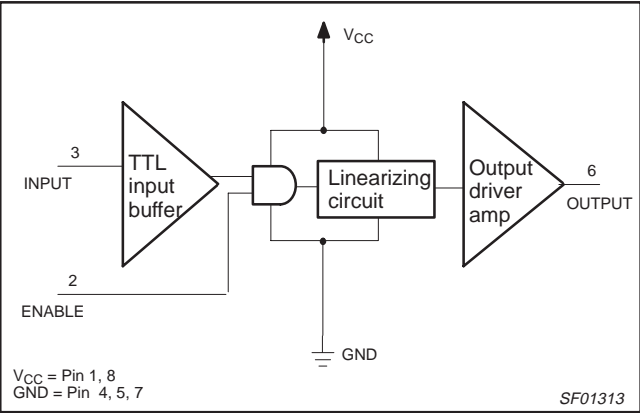 VCC
3
INPUT
TTL
input
buffer
Linearizing
circuit
Output
driver
amp
6
OUTPUT
2
ENABLE
GND
VCC = Pin 1, 8
GND = Pin 4, 5, 7
SF01313